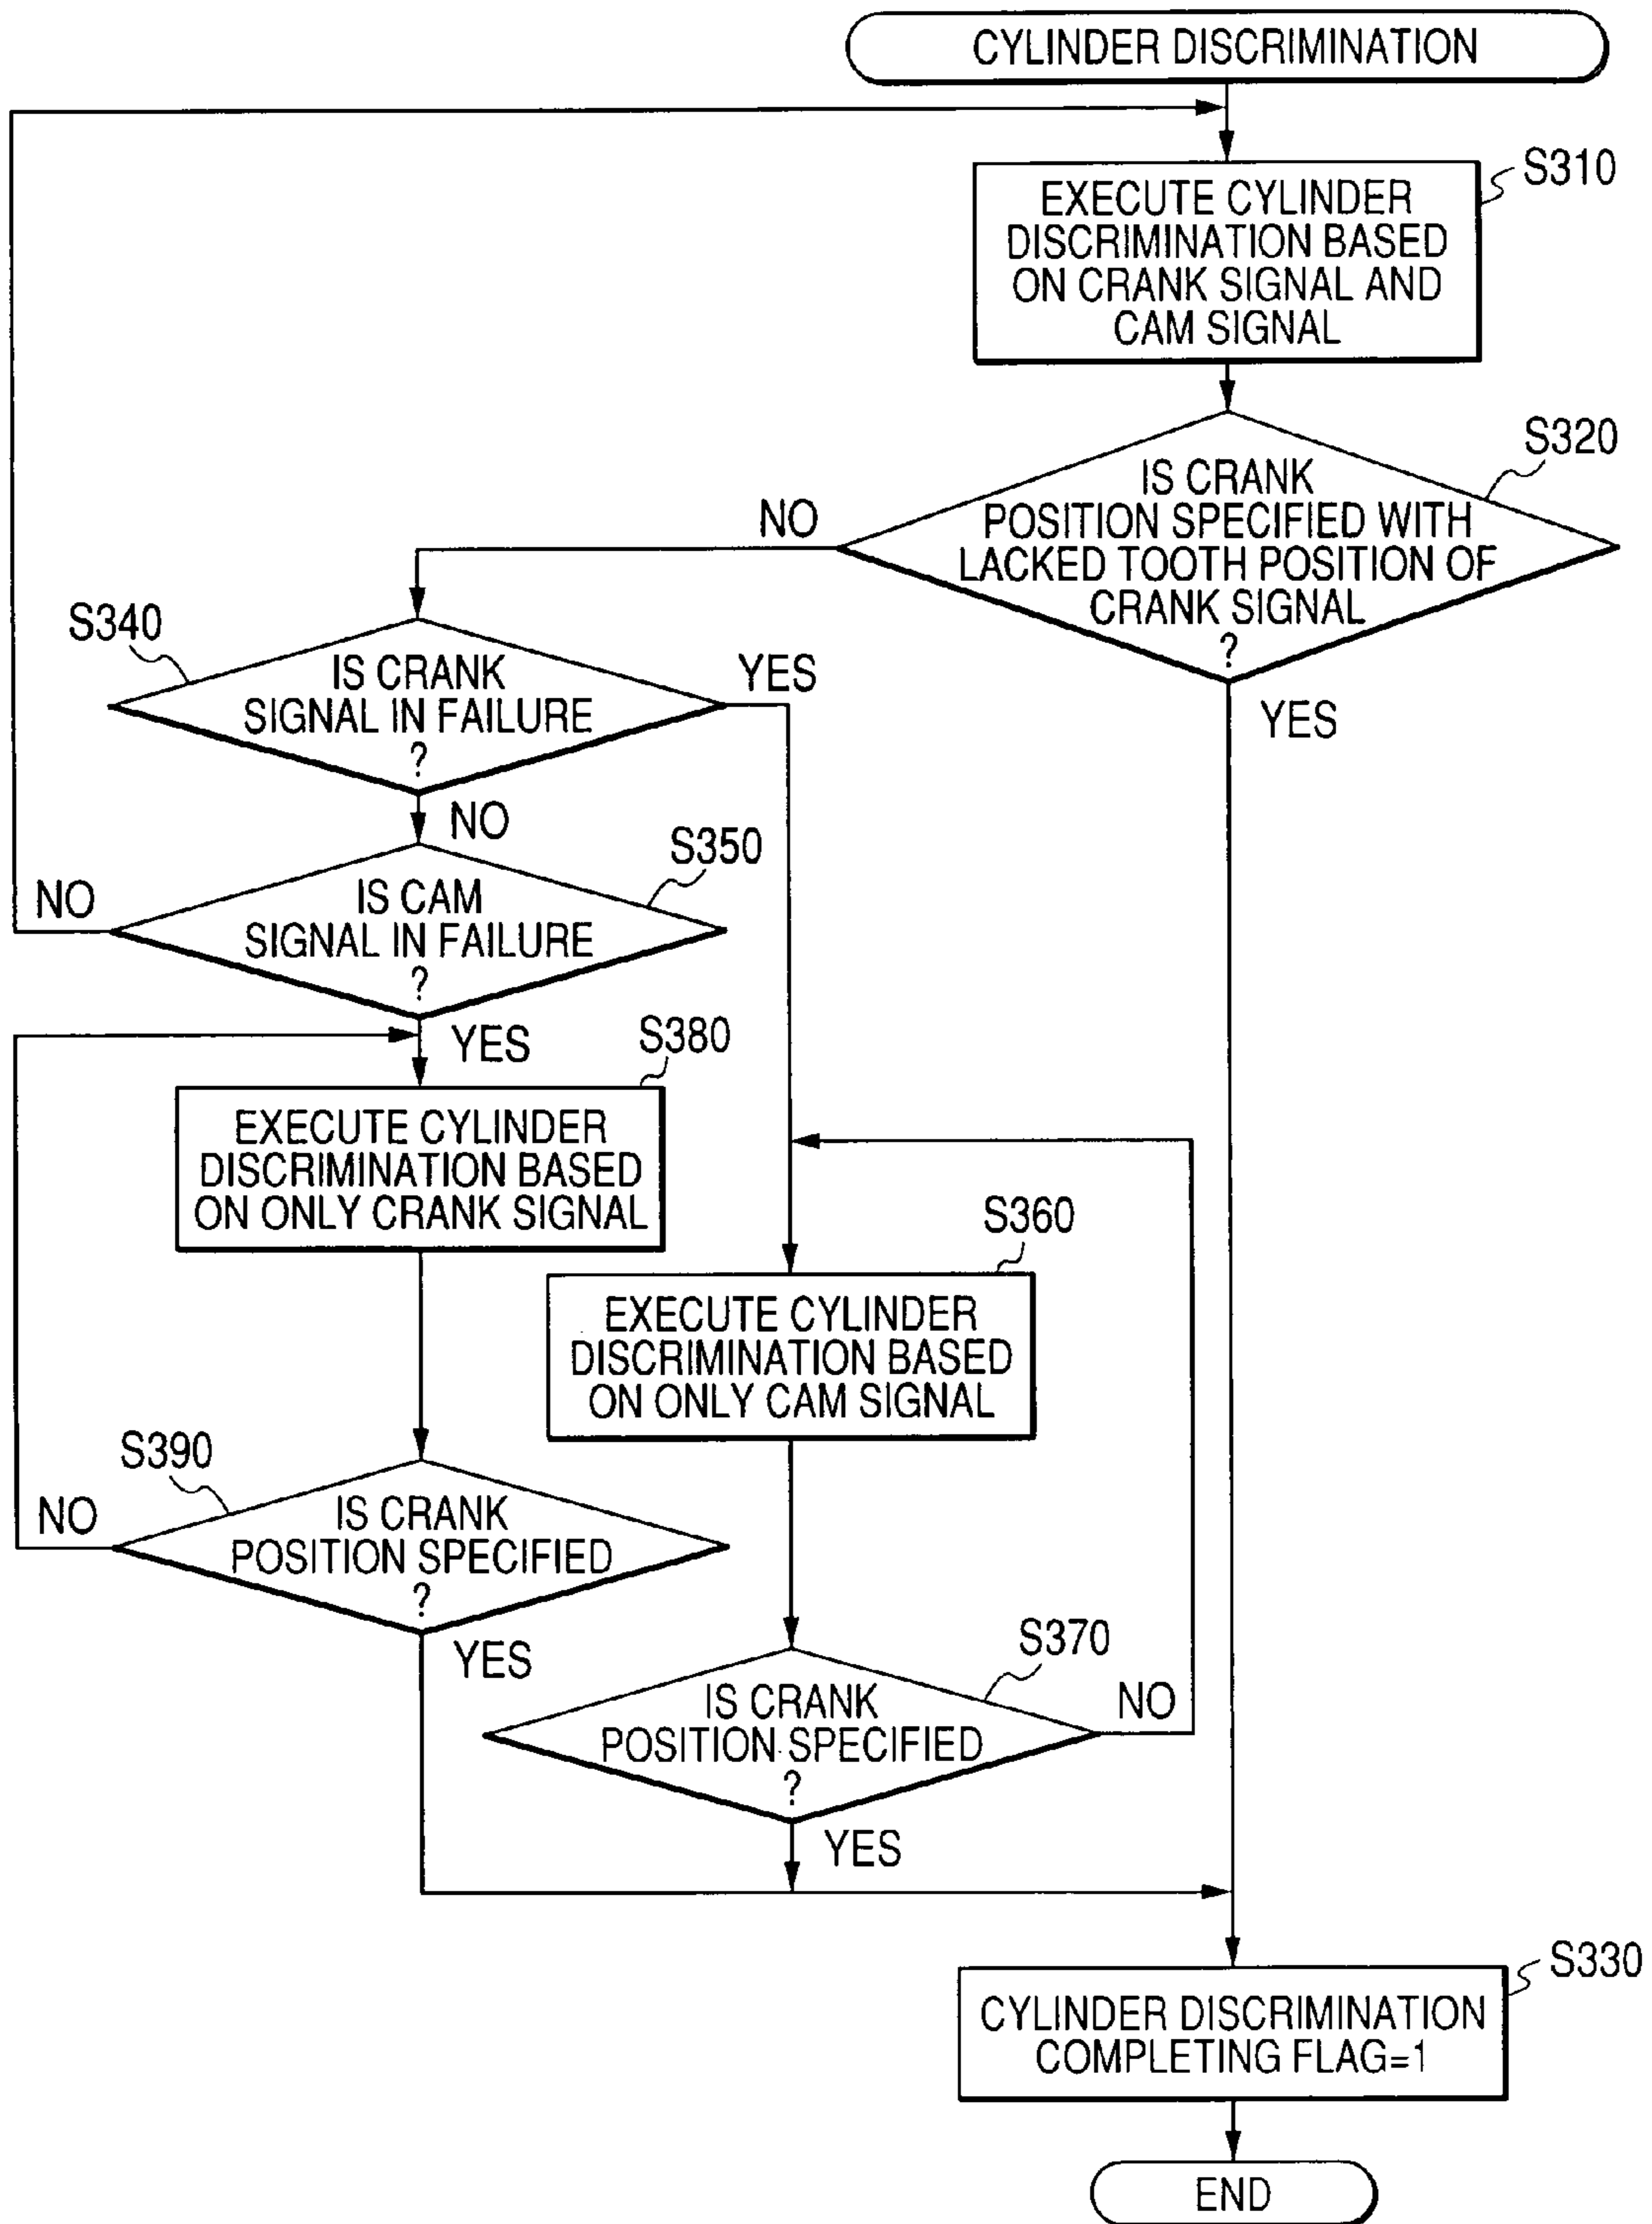 CYLINDER DISCRIMINATION
S310
EXECUTE CYLINDER
DISCRIMINATION BASED
ON CRANK SIGNAL AND
CAM SIGNAL
S320
IS CRANK
POSITION SPECIFIED WITH
LACKED TOOTH POSITION OF
CRANK SIGNAL
?
NO
YES
S340
IS CRANK
SIGNAL IN FAILURE
?
YES
NO
S350
IS CAM
SIGNAL IN FAILURE
?
NO
YES
S380
EXECUTE CYLINDER
DISCRIMINATION BASED
ON ONLY CRANK SIGNAL
S360
EXECUTE CYLINDER
DISCRIMINATION BASED
ON ONLY CAM SIGNAL
S390
IS CRANK
POSITION SPECIFIED
?
NO
YES
S370
IS CRANK
POSITION SPECIFIED
?
NO
YES
S330
CYLINDER DISCRIMINATION
COMPLETING FLAG=1
END